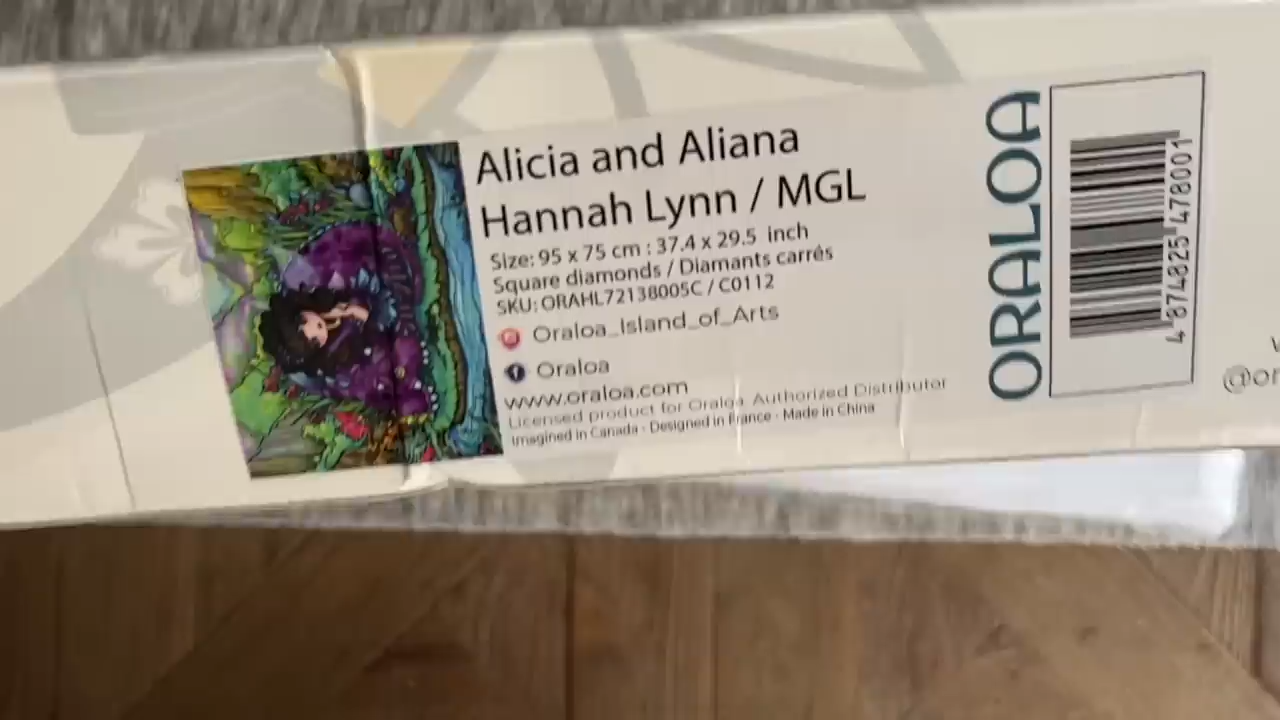 Alicia and Aliana
Hannah Lynn / MGL
Size: 95 x 75 cm : 37.4 x 29.5 inch
Square diamonds / Diamants carrés
SKU: ORAHL72138005C / C0112
Oraloa_Island_of_Arts
Oraloa
www.oraloa.com
Licensed product for Oraloa Authorized Distributor
Imagined in Canada - Designed in France - Made in China
ORALOA
4 874825 478001